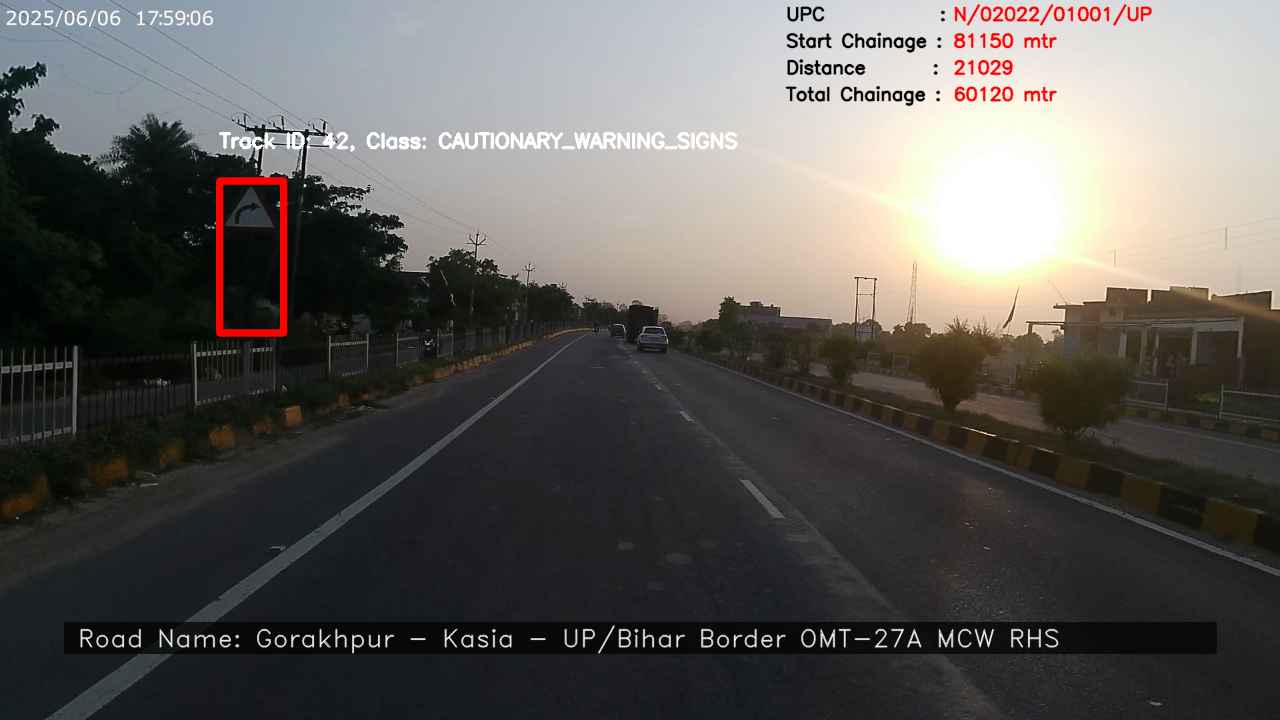 2025/06/06 17:59:06
UPC : N/02022/01001/UP
Start Chainage : 81150 mtr
Distance : 21029
Total Chainage : 60120 mtr
Track ID: 42, Class: CAUTIONARY_WARNING_SIGNS
Road Name: Gorakhpur - Kasia - UP/Bihar Border OMT-27A MCW RHS